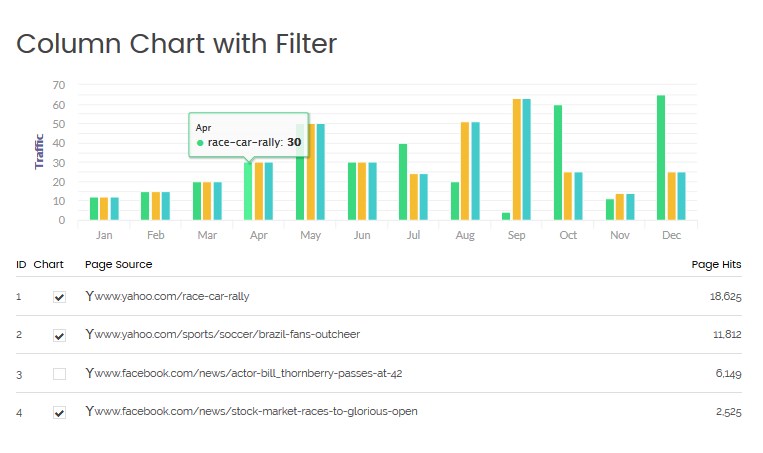 Column Chart with Filter
70
60
50
40
30
20
10
0
Traffic
Apr
race-car-rally: 30
Jan Feb Mar Apr May Jun Jul Aug Sep Oct Nov Dec
ID Chart Page Source Page Hits
1 Ywww.yahoo.com/race-car-rally 18,625
2 Ywww.yahoo.com/sports/soccer/brazil-fans-outcheer 11,812
3 Ywww.facebook.com/news/actor-bill_thornberry-passes-at-42 6,149
4 Ywww.facebook.com/news/stock-market-races-to-glorious-open 2,525